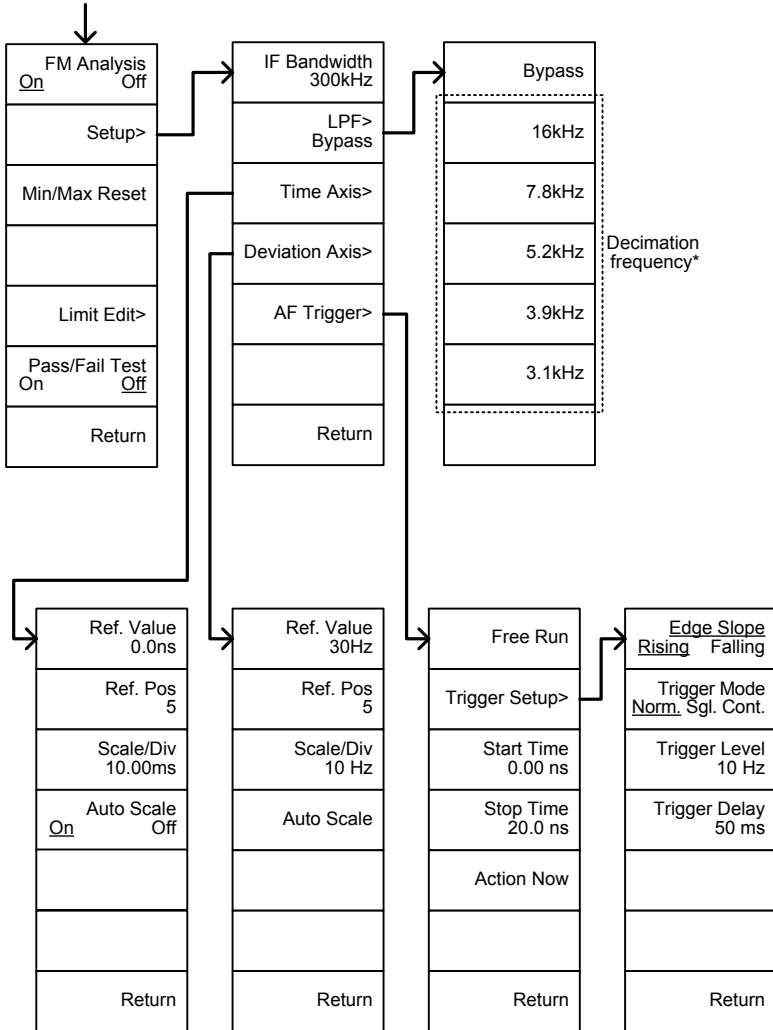 FM Analysis
On Off
Setup>
Min/Max Reset
Limit Edit>
Pass/Fail Test
On Off
Return
IF Bandwidth
300kHz
LPF>
Bypass
Time Axis>
Deviation Axis>
AF Trigger>
Return
Bypass
16kHz
7.8kHz
5.2kHz
3.9kHz
3.1kHz
Decimation
frequency*
Ref. Value
0.0ns
Ref. Pos
5
Scale/Div
10.00ms
Auto Scale
On Off
Return
Ref. Value
30Hz
Ref. Pos
5
Scale/Div
10 Hz
Auto Scale
Return
Free Run
Trigger Setup>
Start Time
0.00 ns
Stop Time
20.0 ns
Action Now
Return
Edge Slope
Rising Falling
Trigger Mode
Norm. Sgl. Cont.
Trigger Level
10 Hz
Trigger Delay
50 ms
Return